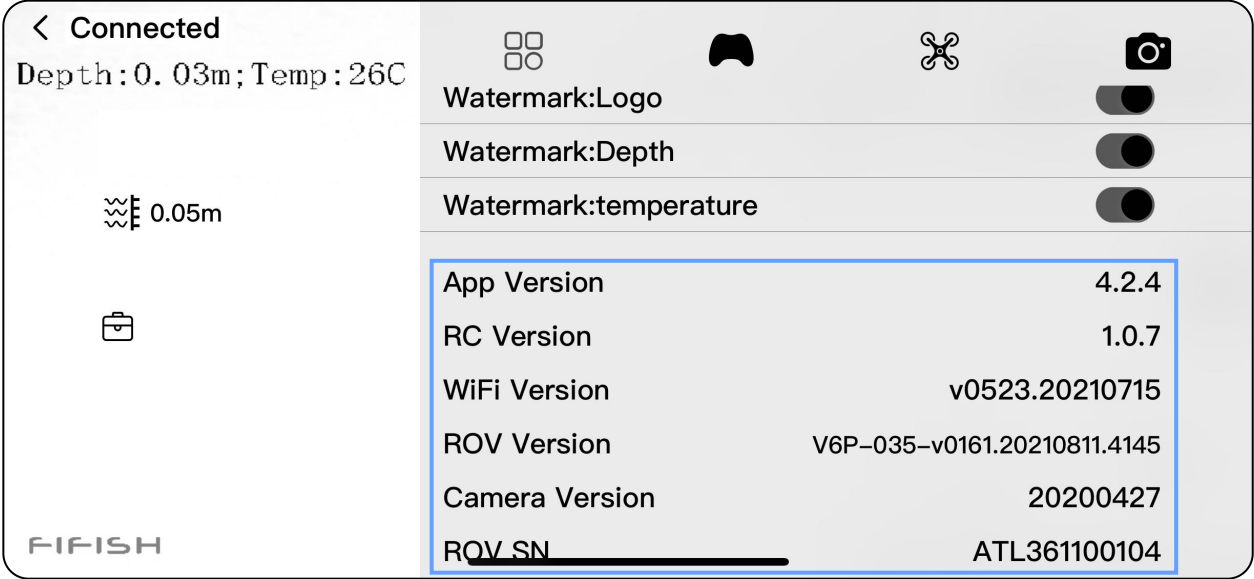 Connected
Depth:0.03m;Temp:26C
0.05m
FIFISH
Watermark:Logo
Watermark:Depth
Watermark:temperature
App Version 4.2.4
RC Version 1.0.7
WiFi Version v0523.20210715
ROV Version V6P-035-v0161.20210811.4145
Camera Version 20200427
ROV SN ATL361100104